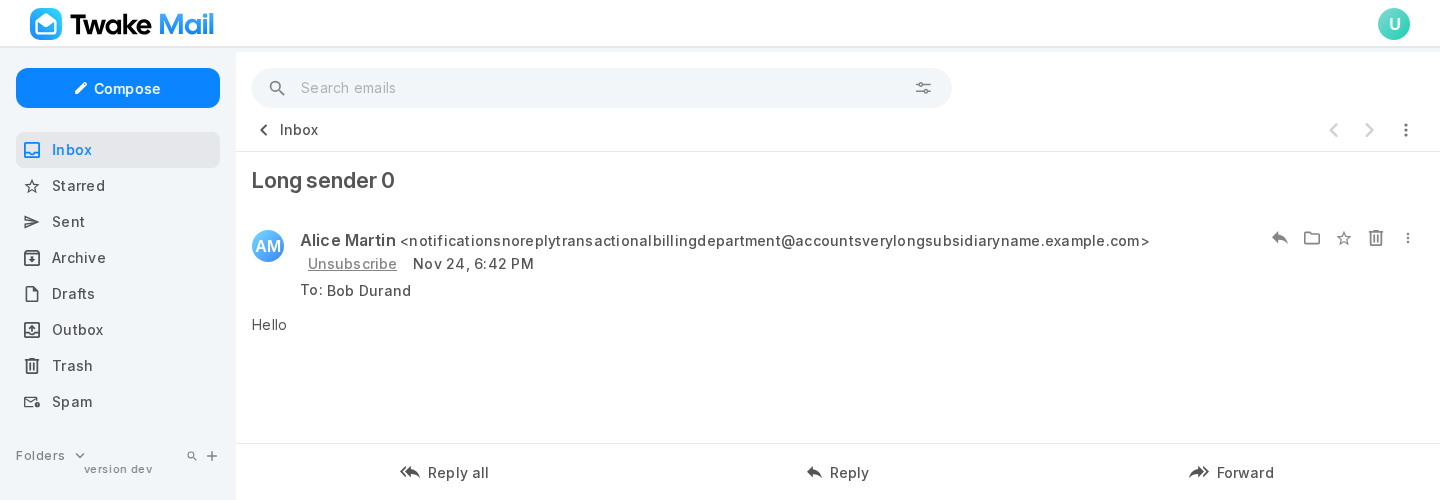 Twake Mail
U
Compose
Search emails
Inbox
Inbox
Starred
Sent
Archive
Drafts
Outbox
Trash
Spam
Folders
version dev
Long sender 0
AM
Alice Martin <notificationsnoreplytransactionalbillingdepartment@accountsverylongsubsidiaryname.example.com>
Unsubscribe Nov 24, 6:42 PM
To: Bob Durand
Hello
Reply all
Reply
Forward